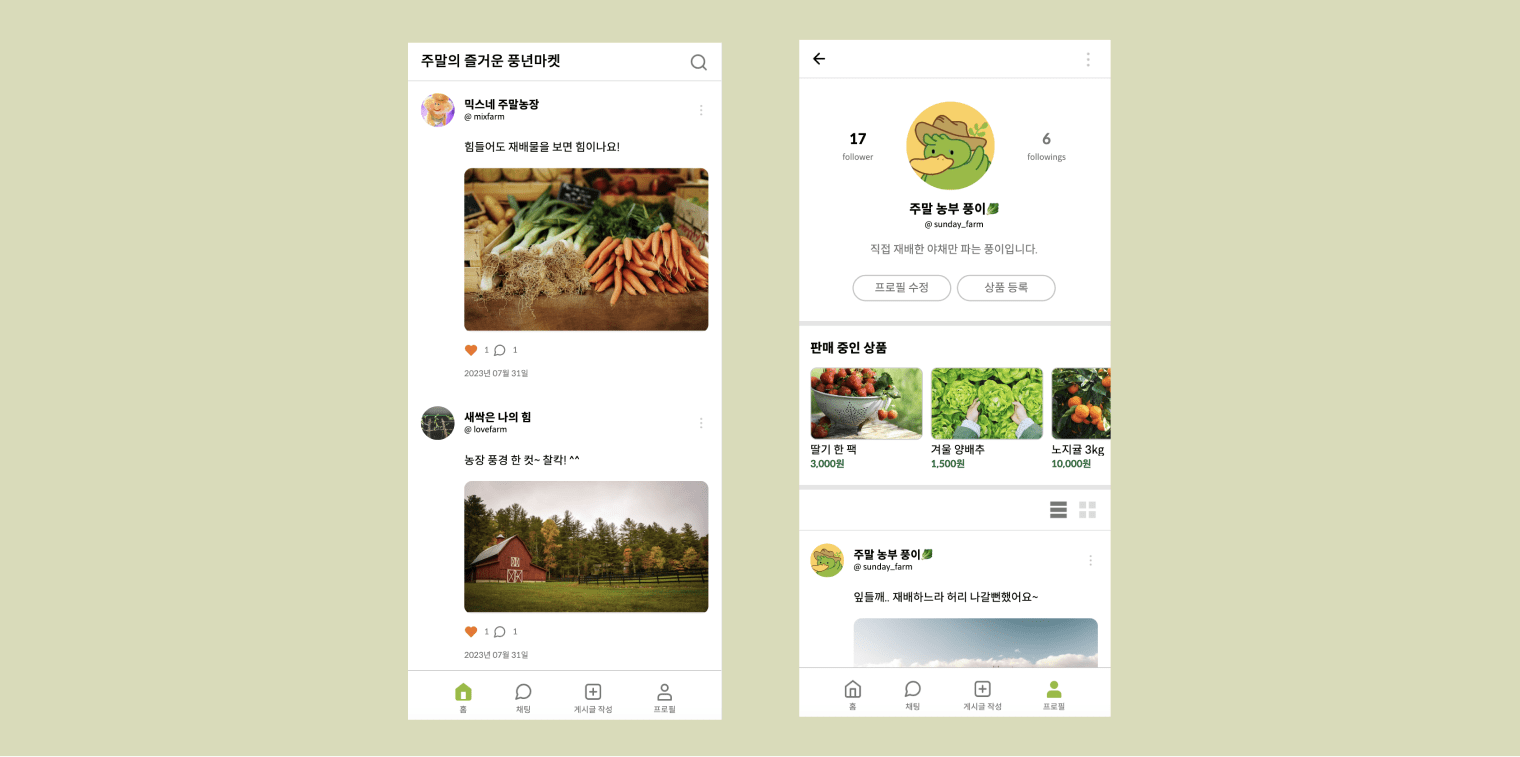 주말의 즐거운 풍년마켓
믹스네 주말농장
@ mixfarm
힘들어도 재배물을 보면 힘이나요!
1 1
2023년 07월 31일
새싹은 나의 힘
@ lovefarm
농장 풍경 한 컷~ 찰칵! ^^
1 1
2023년 07월 31일
홈 채팅 게시글 작성 프로필
17
follower
6
followings
주말 농부 풍이
@ sunday_farm
직접 재배한 야채만 파는 풍이입니다.
프로필 수정 상품 등록
판매 중인 상품
딸기 한 팩 겨울 양배추 노지귤 3kg
3,000원 1,500원 10,000원
주말 농부 풍이
@ sunday_farm
잎들깨.. 재배하느라 허리 나갈뻔했어요~
홈 채팅 게시글 작성 프로필